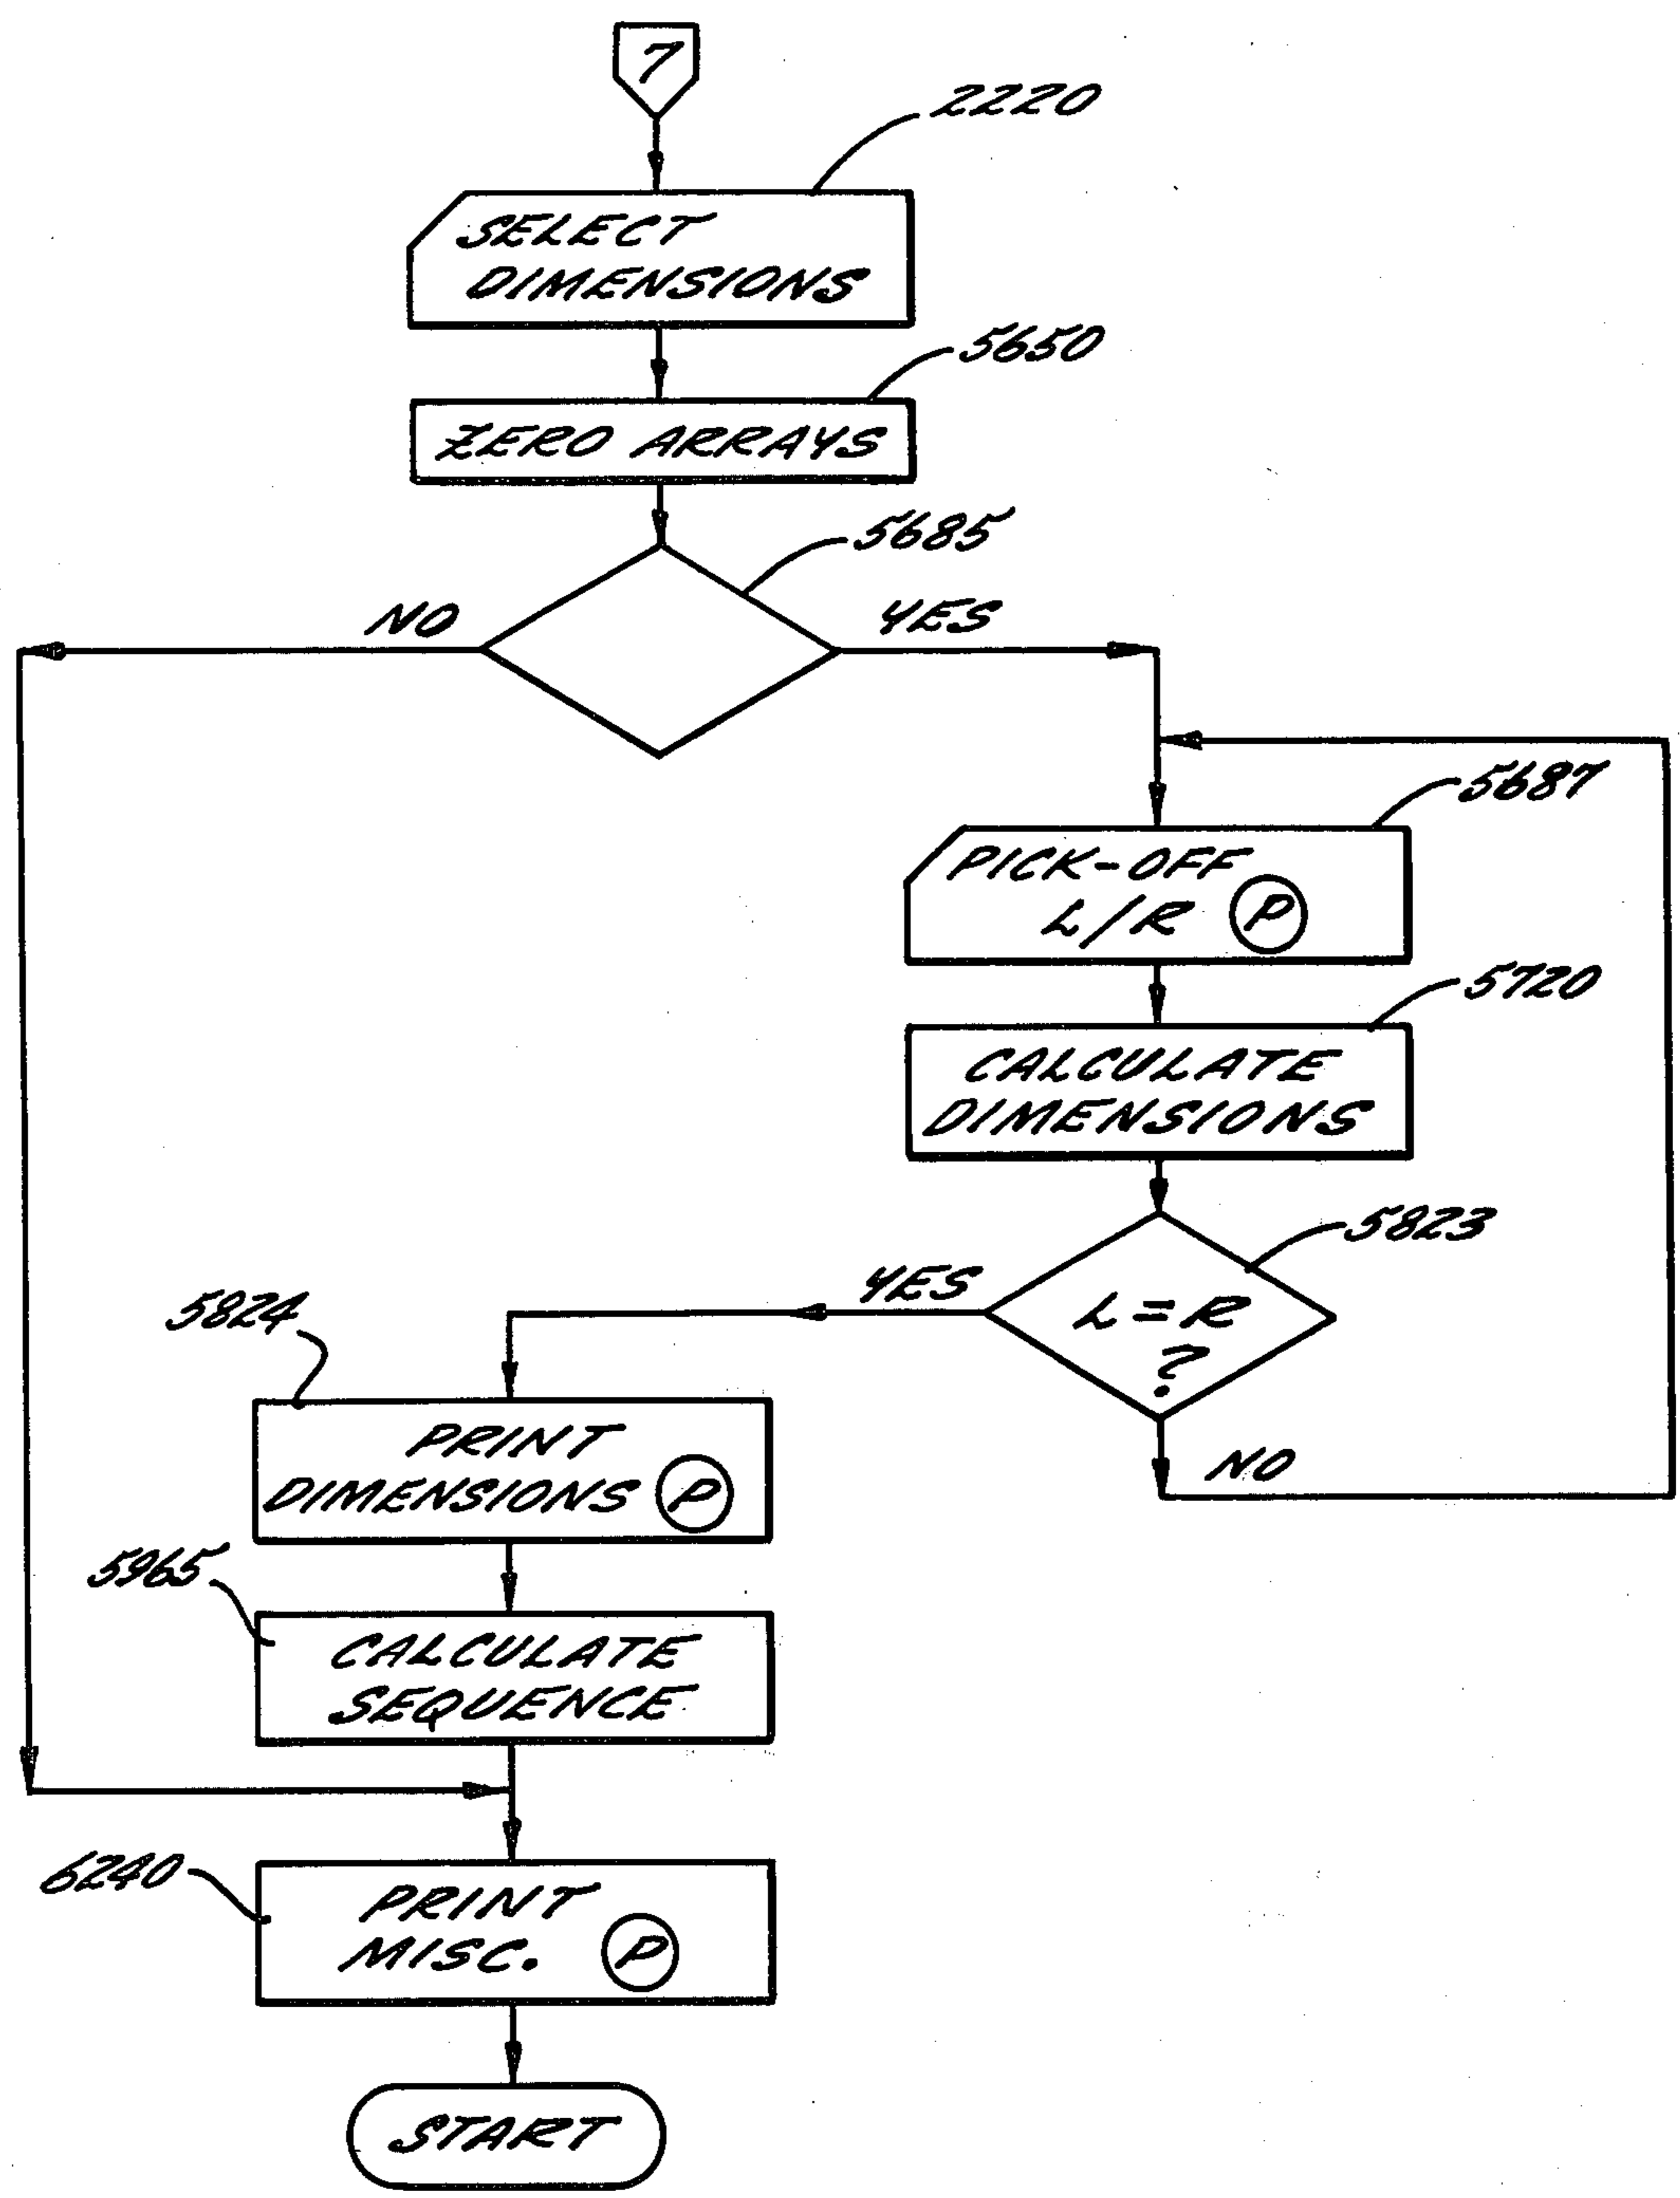 7
2220
SELECT
DIMENSIONS
5650
ZERO ARRAYS
5685
NO
YES
5687
PICK-OFF
L/R P
5720
CALCULATE
DIMENSIONS
5823
YES
L=R
?
5824
NO
PRINT
DIMENSIONS P
5965
CALCULATE
SEQUENCE
6240
PRINT
MISC. P
START